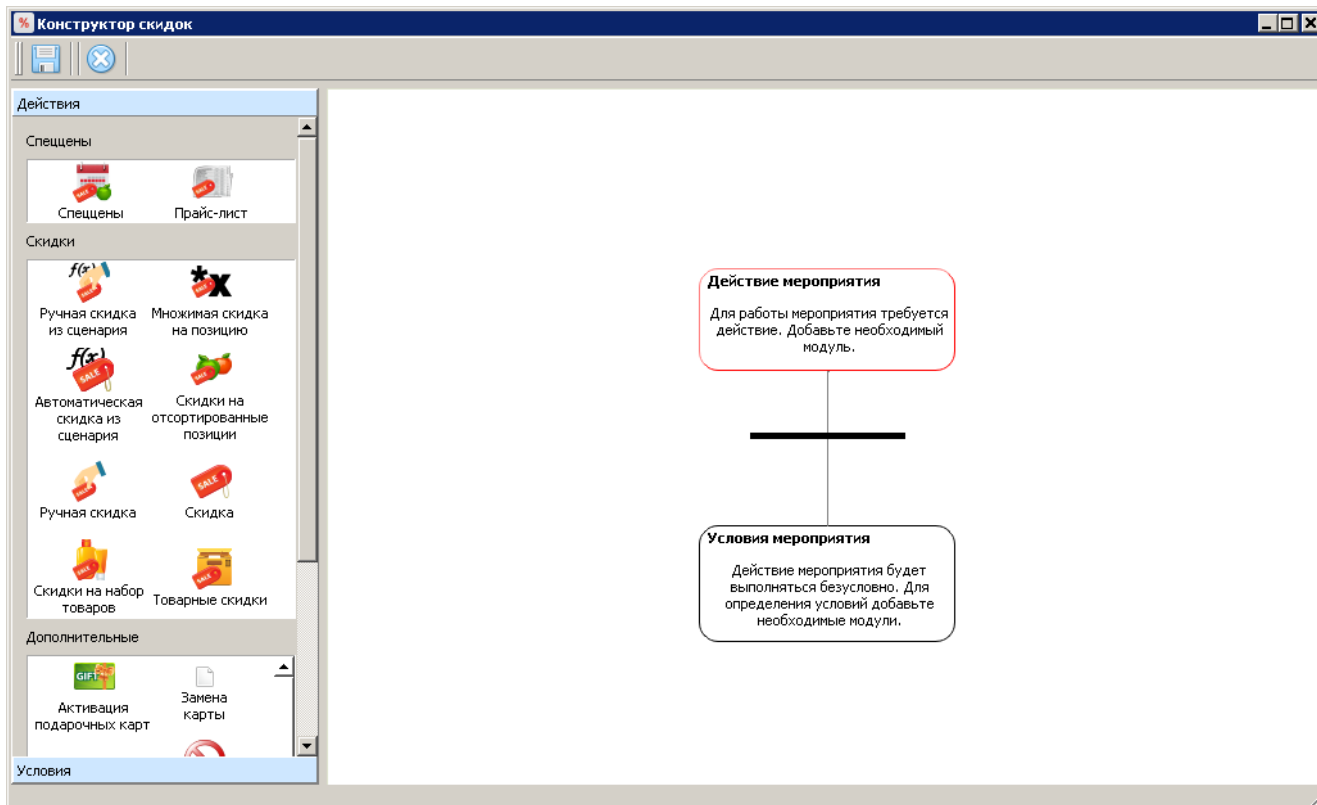 Конструктор скидок
Действия
Спеццены
Спеццены
Прайс-лист
Скидки
f(x)
Ручная скидка
из сценария
*x
Множимая скидка
на позицию
f(x)
SALE
Автоматическая
скидка из
сценария
Скидки на
отсортированные
позиции
Ручная скидка
SALE
Скидка
Скидки на набор
товаров
Товарные скидки
Дополнительные
GIFT
Активация
подарочных карт
Замена
карты
Условия
Действие мероприятия
Для работы мероприятия требуется
действие. Добавьте необходимый
модуль.
Условия мероприятия
Действие мероприятия будет
выполняться безусловно. Для
определения условий добавьте
необходимые модули.